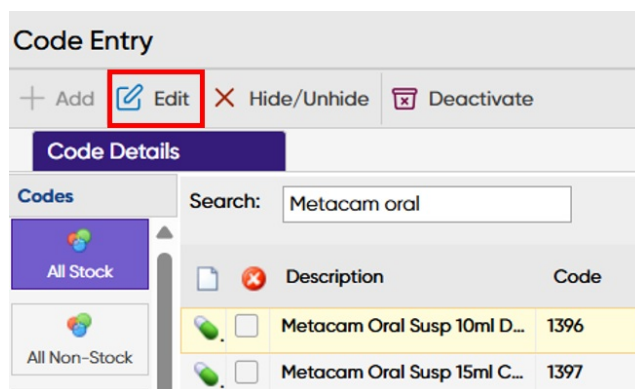 Code Entry
Add Edit Hide/Unhide Deactivate
Code Details
Codes
Search: Metacam oral
All Stock
Description Code
Metacam Oral Susp 10ml D... 1396
All Non-Stock
Metacam Oral Susp 15ml C... 1397